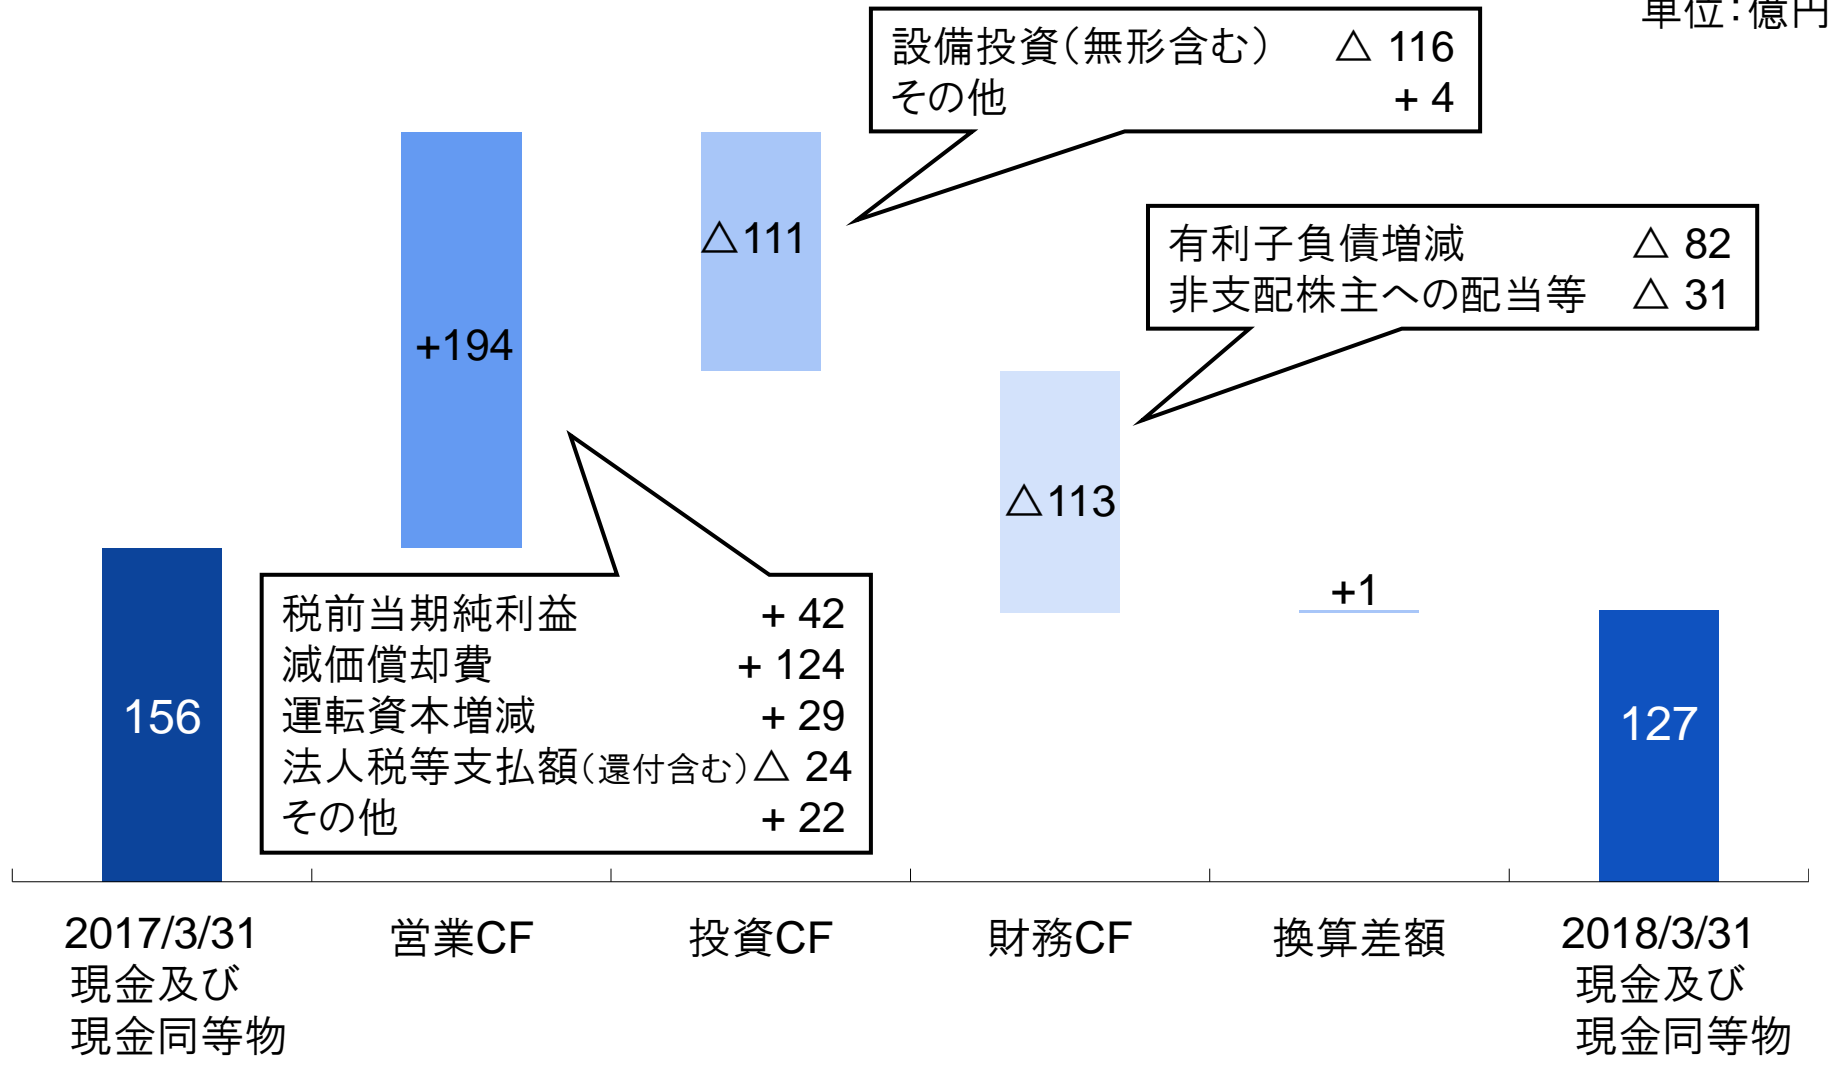 単位：億円
設備投資（無形含む） △ 116
その他 + 4
有利子負債増減 △ 82
非支配株主への配当等 △ 31
△111
+194
△113
+1
税前当期純利益 + 42
減価償却費 + 124
運転資本増減 + 29
法人税等支払額（還付含む）△ 24
その他 + 22
156
127
2017/3/31
現金及び
現金同等物
営業CF
投資CF
財務CF
換算差額
2018/3/31
現金及び
現金同等物